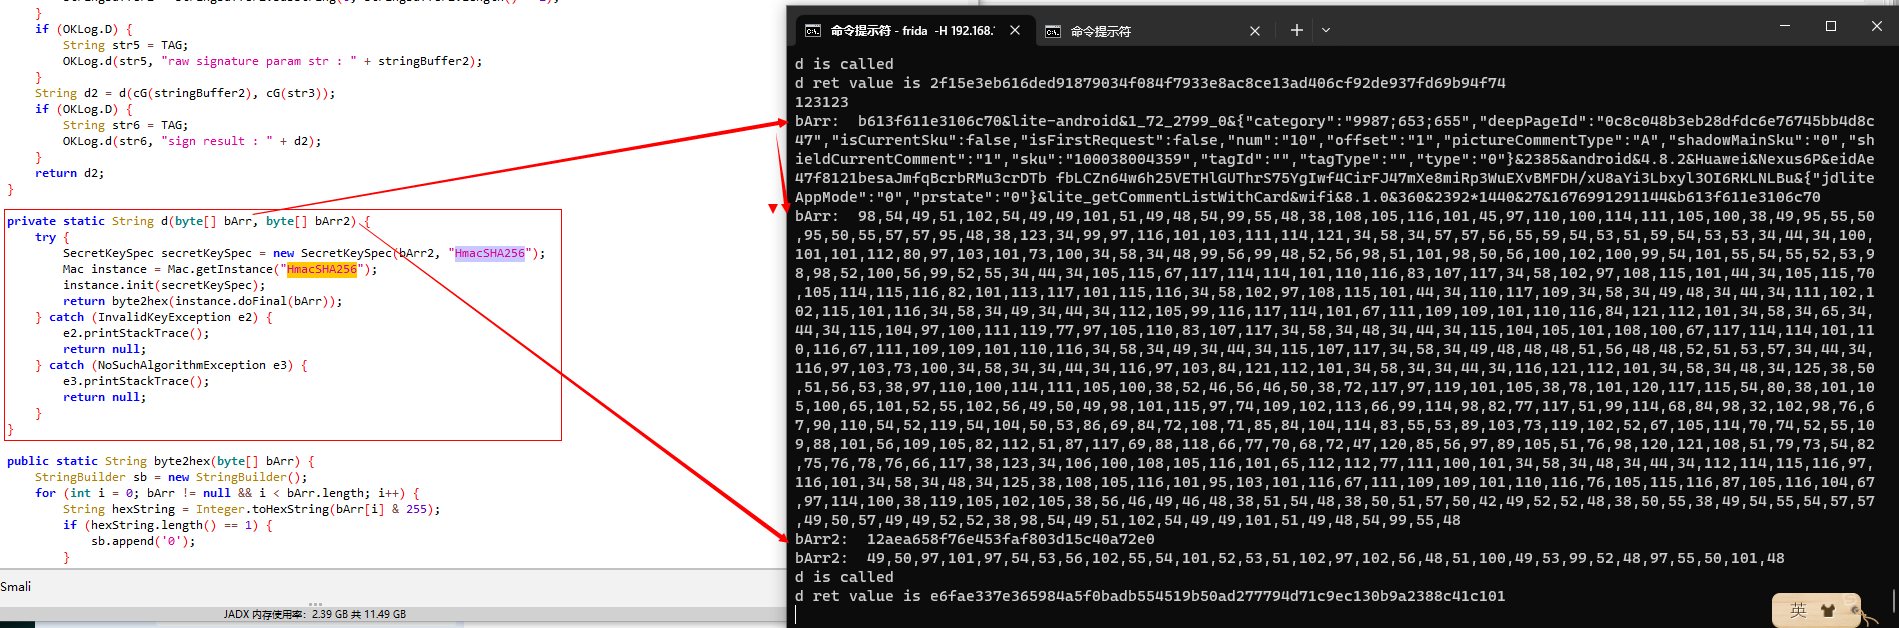 }
if (OKLog.D) {
String str5 = TAG;
OKLog.d(str5, "raw signature param str : " + stringBuffer2);
}
String d2 = d(cG(stringBuffer2), cG(str3));
if (OKLog.D) {
String str6 = TAG;
OKLog.d(str6, "sign result : " + d2);
}
return d2;
}
private static String d(byte[] bArr, byte[] bArr2) {
try {
SecretKeySpec secretKeySpec = new SecretKeySpec(bArr2, "HmacSHA256");
Mac instance = Mac.getInstance("HmacSHA256");
instance.init(secretKeySpec);
return byte2hex(instance.doFinal(bArr));
} catch (InvalidKeyException e2) {
e2.printStackTrace();
return null;
} catch (NoSuchAlgorithmException e3) {
e3.printStackTrace();
return null;
}
}
public static String byte2hex(byte[] bArr) {
StringBuilder sb = new StringBuilder();
for (int i = 0; bArr != null && i < bArr.length; i++) {
String hexString = Integer.toHexString(bArr[i] & 255);
if (hexString.length() == 1) {
sb.append('0');
}
Smali
JADX 内存使用率: 2.39 GB 共 11.49 GB
命令提示符 - frida -H 192.168.
命令提示符
d is called
d ret value is 2f15e3eb616ded91879034f084f7933e8ac8ce13ad406cf92de937fd69b94f74
123123
bArr: b613f611e3106c70&lite-android&1_72_2799_0&{"category":"9987;653;655","deepPageId":"0c8c048b3eb28dfdc6e76745bb4d8c
47","isCurrentSku":false,"isFirstRequest":false,"num":"10","offset":"1","pictureCommentType":"A","shadowMainSku":"0","sh
ieldCurrentComment":"1","sku":"100038004359","tagId":"","tagType":"","type":"0"}&2385&android&4.8.2&Huawei&Nexus6P&eidAe
47f8121besaJmfqBcrbRMu3crDTb fbLCZn64w6h25VETHlGUThrS75YgIwf4CirFJ47mXe8miRp3WuEXvBMFDH/xU8aYi3Lbxyl3OI6RKLNLBu&{"jdlite
AppMode":"0","prstate":"0"}&lite_getCommentListWithCard&wifi&8.1.0&360&2392*1440&27&1676991291144&b613f611e3106c70
bArr: 98,54,49,51,102,54,49,49,101,51,49,48,54,99,55,48,38,108,105,116,101,45,97,110,100,114,111,105,100,38,49,95,55,50
,95,50,55,57,57,95,48,38,123,34,99,97,116,101,103,111,114,121,34,58,34,57,57,56,55,59,54,53,51,59,54,53,53,34,44,34,100,
101,101,112,80,97,103,101,73,100,34,58,34,48,99,56,99,48,52,56,98,51,101,98,50,56,100,102,100,99,54,101,55,54,55,52,53,9
8,98,52,100,56,99,52,55,34,44,34,105,115,67,117,114,114,101,110,116,83,107,117,34,58,102,97,108,115,101,44,34,105,115,70
,105,114,115,116,82,101,113,117,101,115,116,34,58,102,97,108,115,101,44,34,110,117,109,34,58,34,49,48,34,44,34,111,102,1
02,115,101,116,34,58,34,49,34,44,34,112,105,99,116,117,114,101,67,111,109,109,101,110,116,84,121,112,101,34,58,34,65,34,
44,34,115,104,97,100,111,119,77,97,105,110,83,107,117,34,58,34,48,34,44,34,115,104,105,101,108,100,67,117,114,114,101,11
0,116,67,111,109,109,101,110,116,34,58,34,49,34,44,34,115,107,117,34,58,34,49,48,48,48,51,56,48,48,52,51,53,57,34,44,34,
116,97,103,73,100,34,58,34,34,44,34,116,97,103,84,121,112,101,34,58,34,34,44,34,116,121,112,101,34,58,34,48,34,125,38,50
,51,56,53,38,97,110,100,114,111,105,100,38,52,46,56,46,50,38,72,117,97,119,101,105,38,78,101,120,117,115,54,80,38,101,10
5,100,65,101,52,55,102,56,49,50,49,98,101,115,97,74,109,102,113,66,99,114,98,82,77,117,51,99,114,68,84,98,32,102,98,76,6
7,90,110,54,52,119,54,104,50,53,86,69,84,72,108,71,85,84,104,114,83,55,53,89,103,73,119,102,52,67,105,114,70,74,52,55,10
9,88,101,56,109,105,82,112,51,87,117,69,88,118,66,77,70,68,72,47,120,85,56,97,89,105,51,76,98,120,121,108,51,79,73,54,82
,75,76,78,76,66,117,38,123,34,106,100,108,105,116,101,65,112,112,77,111,100,101,34,58,34,48,34,44,34,112,114,115,116,97,
116,101,34,58,34,48,34,125,38,108,105,116,101,95,103,101,116,67,111,109,109,101,110,116,76,105,115,116,87,105,116,104,67
,97,114,100,38,119,105,102,105,38,56,46,49,46,48,38,51,54,48,38,50,51,57,50,42,49,52,52,48,38,50,55,38,49,54,55,54,57,57
,49,50,57,49,49,52,52,38,98,54,49,51,102,54,49,49,101,51,49,48,54,99,55,48
bArr2: 12aea658f76e453faf803d15c40a72e0
bArr2: 49,50,97,101,97,54,53,56,102,55,54,101,52,53,51,102,97,102,56,48,51,100,49,53,99,52,48,97,55,50,101,48
d is called
d ret value is e6fae337e365984a5f0badb554519b50ad277794d71c9ec130b9a2388c41c101
英